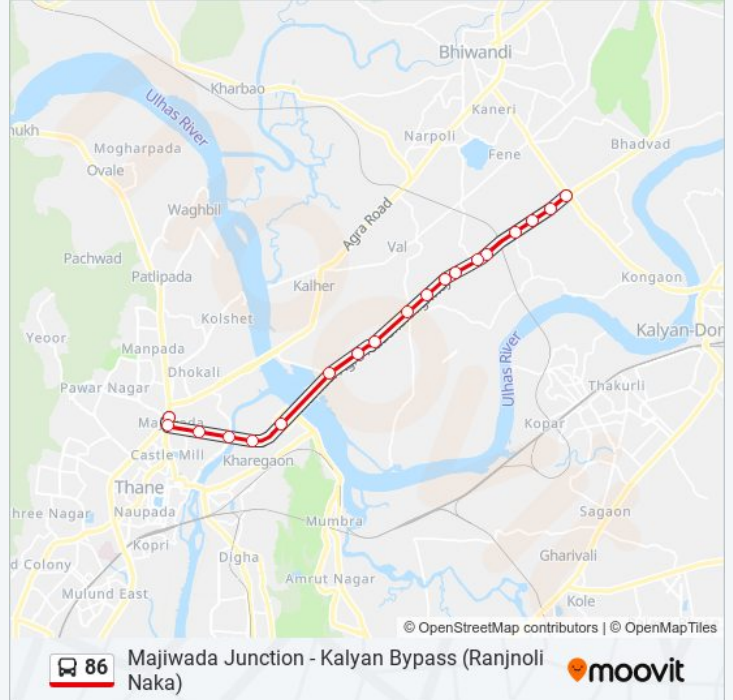 Bhiwandi
Kharbao
Ulhas River
Kaneri
ukh
Narpoli
Bhadvad
Mogharpada
Fene
Ovale
Waghbil
Agra Road
Val
Pachwad
Patlipada
Kalher
Kongaon
Kolshet
Yeoor
Manpada
Kalyan-Dor
Dhokali
Ulhas River
Pawar Nagar
Thakurli
Kopar
Castle Mill
Kharegaon
Thane
hree Nagar
Naupada
Mumbra
Sagaon
Kopri
Digha
Gharivali
d Colony
Amrut Nagar
Mulund East
Kole
© OpenStreetMap contributors | © OpenMapTiles
86
Majiwada Junction - Kalyan Bypass (Ranjnoli
Naka)
moovit